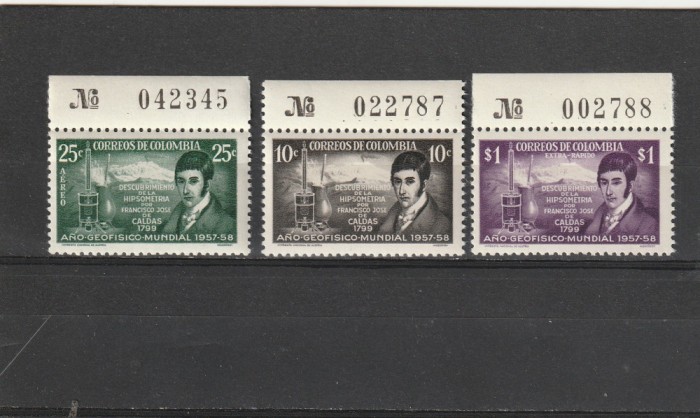 No 042345
CORREOS DE COLOMBIA
25c 25c
AEREO
DESCUBRIMIENTO
DE LA
HIPSOMETRIA
POR
FRANCISCO JOSE
DE
CALDAS
1799
AÑO-GEOFISICO-MUNDIAL 1957-58
No 022787
CORREOS DE COLOMBIA
10c 10c
DESCUBRIMIENTO
DE LA
HIPSOMETRIA
POR
FRANCISCO JOSE
DE
CALDAS
1799
AÑO-GEOFISICO-MUNDIAL 1957-58
No 002788
CORREOS DE COLOMBIA
$1 EXTRA-RAPIDO $1
DESCUBRIMIENTO
DE LA
HIPSOMETRIA
POR
FRANCISCO JOSE
DE
CALDAS
1799
AÑO-GEOFISICO-MUNDIAL 1957-58